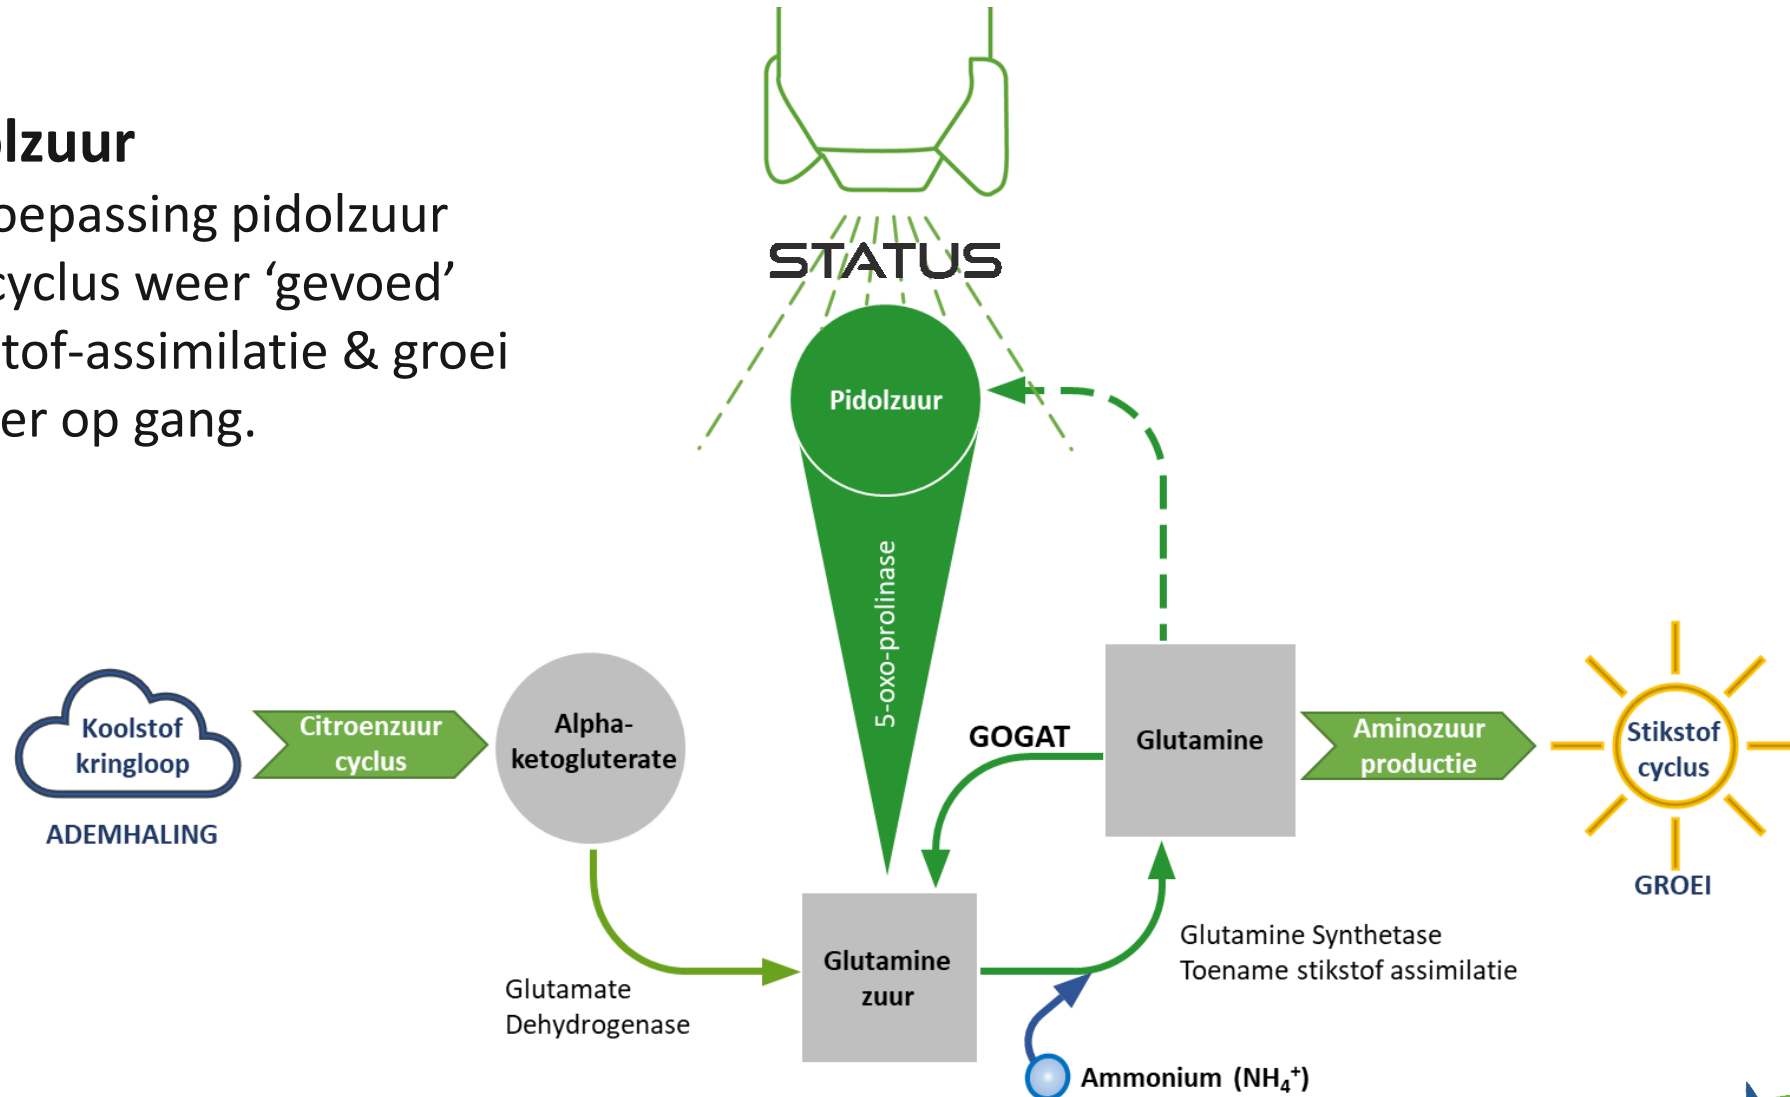 olzuur
oepassing pidolzuur
cyclus weer ‘gevoed’
tof-assimilatie & groei
er op gang.
STATUS
Pidolzuur
5-oxo-prolinase
Koolstof
kringloop
ADEMHALING
Citroenzuur
cyclus
Alpha-
ketogluterate
Glutamate
Dehydrogenase
Glutamine
zuur
GOGAT
Glutamine
Glutamine Synthetase
Toename stikstof assimilatie
Ammonium (NH₄⁺)
Aminozuur
productie
Stikstof
cyclus
GROEI